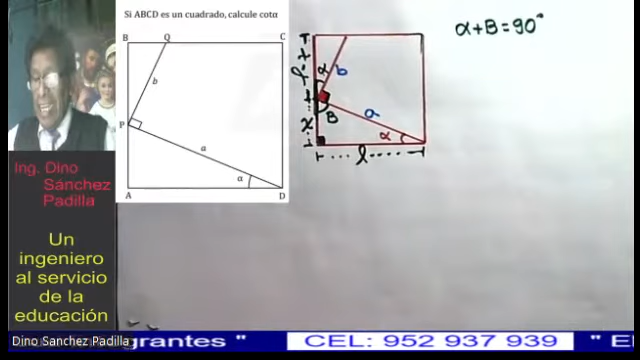 Si ABCD es un cuadrado, calcule cotα
B
Q
C
b
P
a
α
A
D
l-x
α
b
x
B
a
α
l
α+B=90°
Ing. Dino
Sánchez
Padilla
Un
ingeniero
al servicio
de la
educación
Dino Sanchez Padilla
grantes " CEL: 952 937 939 " E